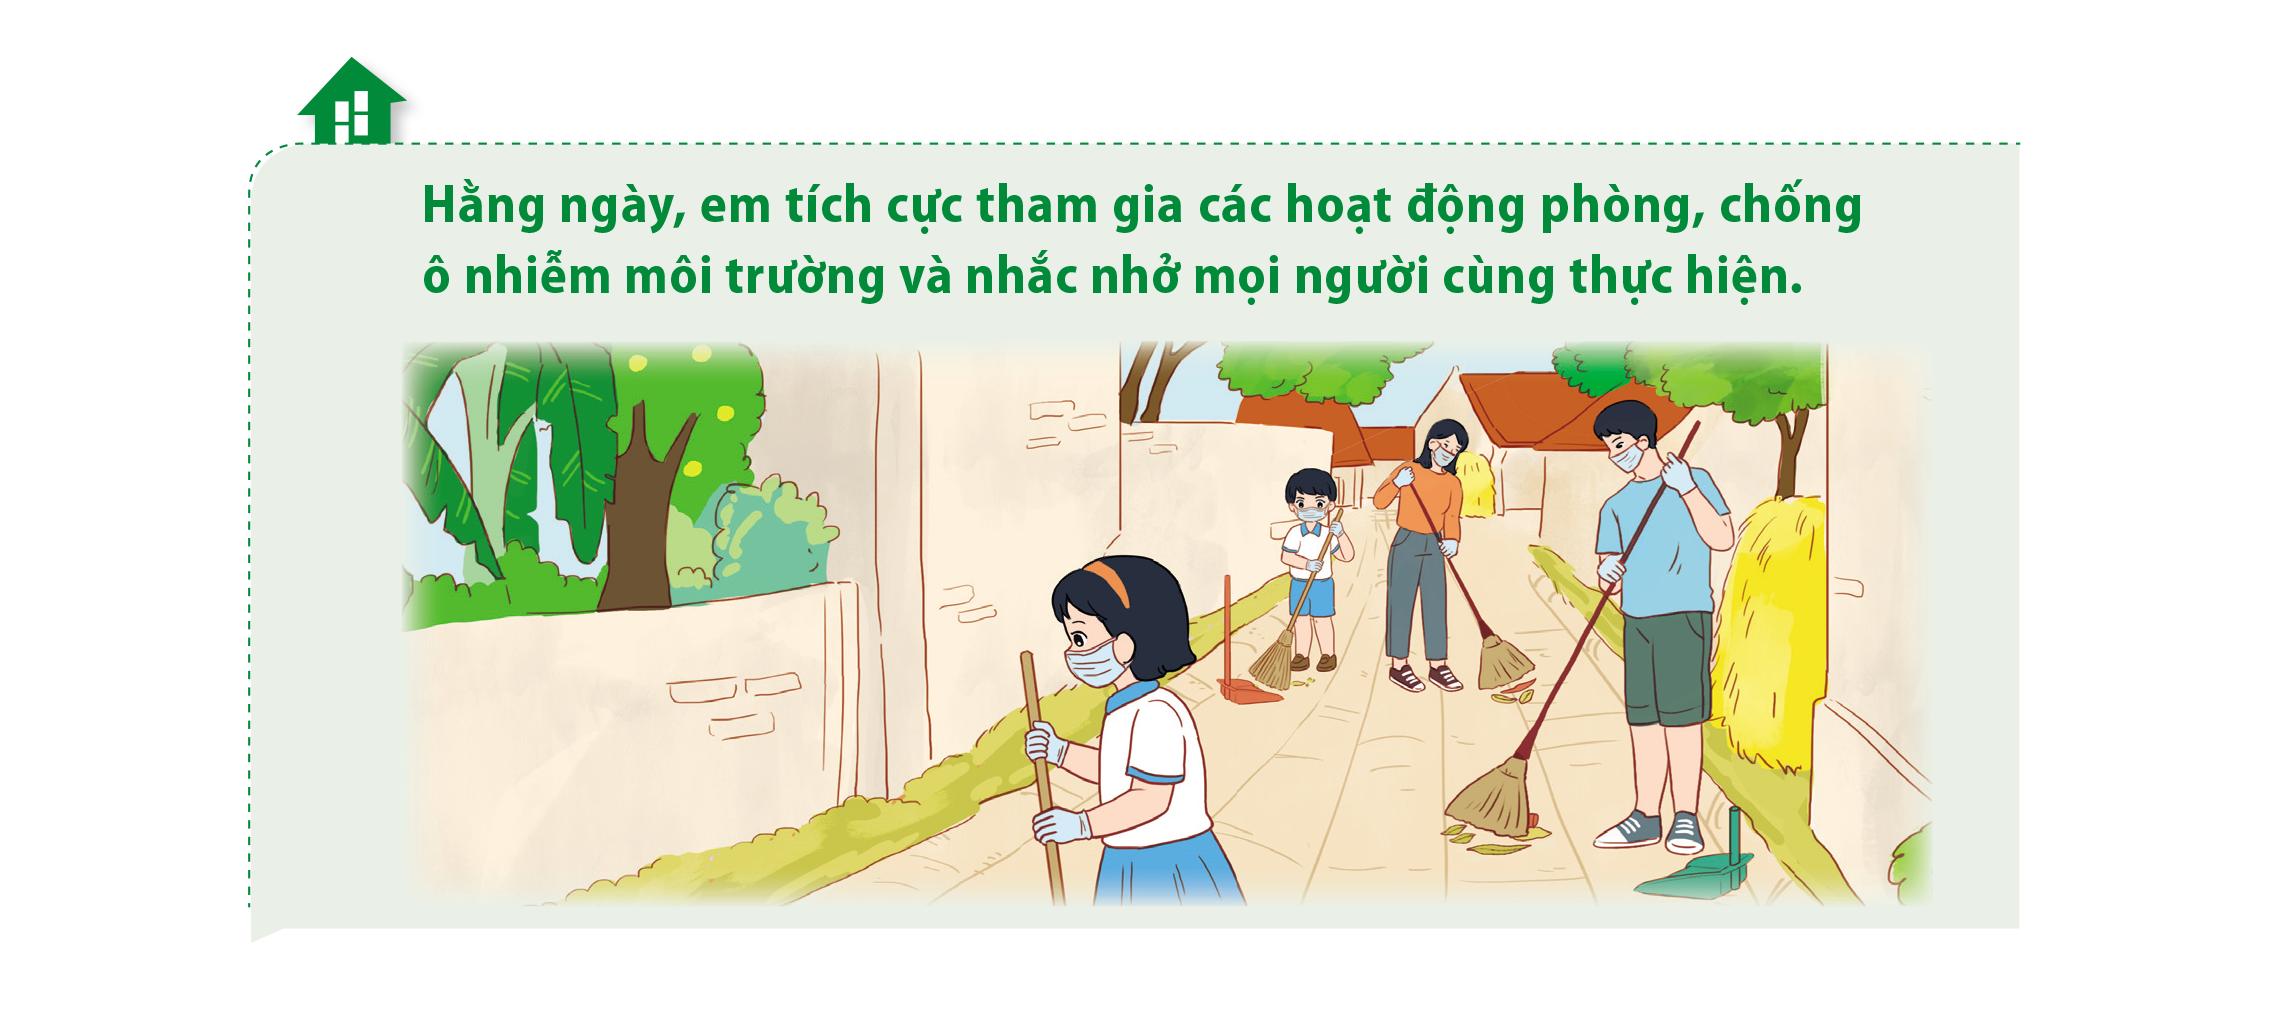 Hằng ngày, em tích cực tham gia các hoạt động phòng, chống
ô nhiễm môi trường và nhắc nhở mọi người cùng thực hiện.